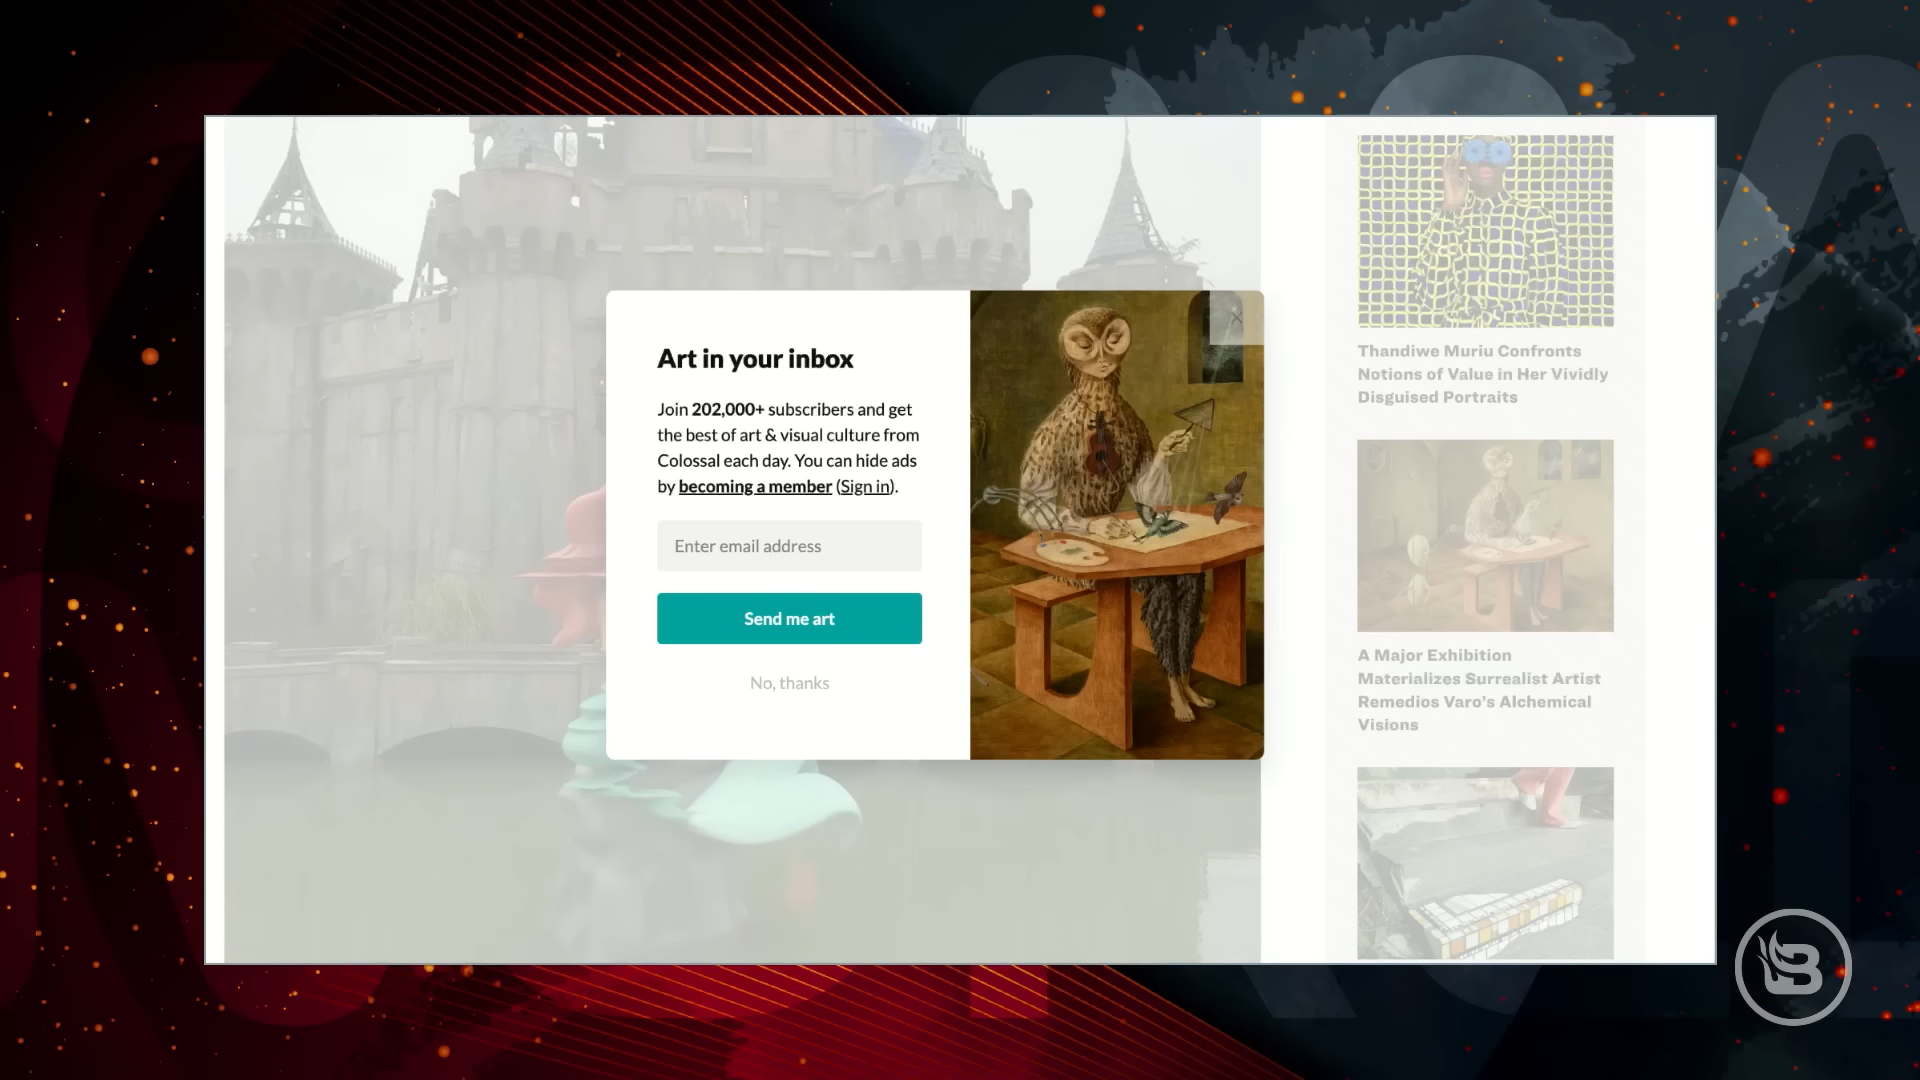 Art in your inbox
Join 202,000+ subscribers and get
the best of art & visual culture from
Colossal each day. You can hide ads
by becoming a member (Sign in).
Enter email address
Send me art
No, thanks
Thandiwe Muriu Confronts
Notions of Value in Her Vividly
Disguised Portraits
A Major Exhibition
Materializes Surrealist Artist
Remedios Varo's Alchemical
Visions
B